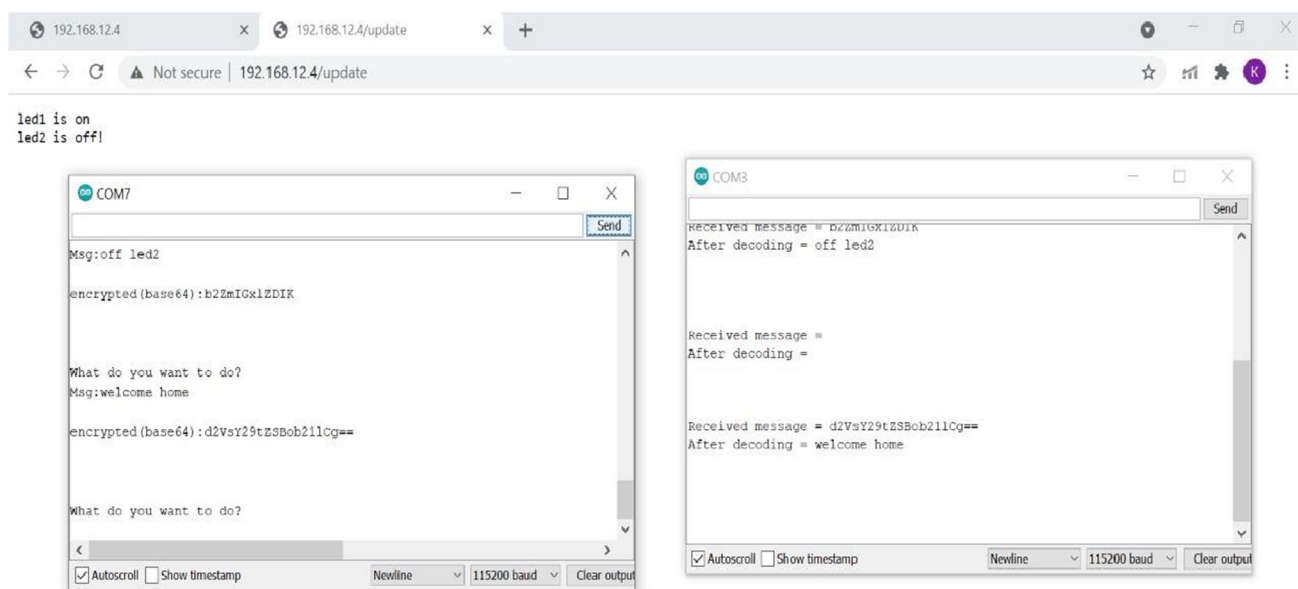 192.168.12.4
192.168.12.4/update
Not secure | 192.168.12.4/update
K
led1 is on
led2 is off!
COM7
Send
Msg:off led2
encrypted(base64):b2ZmIGxlZDIK
What do you want to do?
Msg:welcome home
encrypted(base64):d2VsY29tZSBob21lCg==
What do you want to do?
Autoscroll Show timestamp Newline 115200 baud Clear output
COM3
Send
Received message = b2ZmIGxlZDIK
After decoding = off led2
Received message =
After decoding =
Received message = d2VsY29tZSBob21lCg==
After decoding = welcome home
Autoscroll Show timestamp Newline 115200 baud Clear output